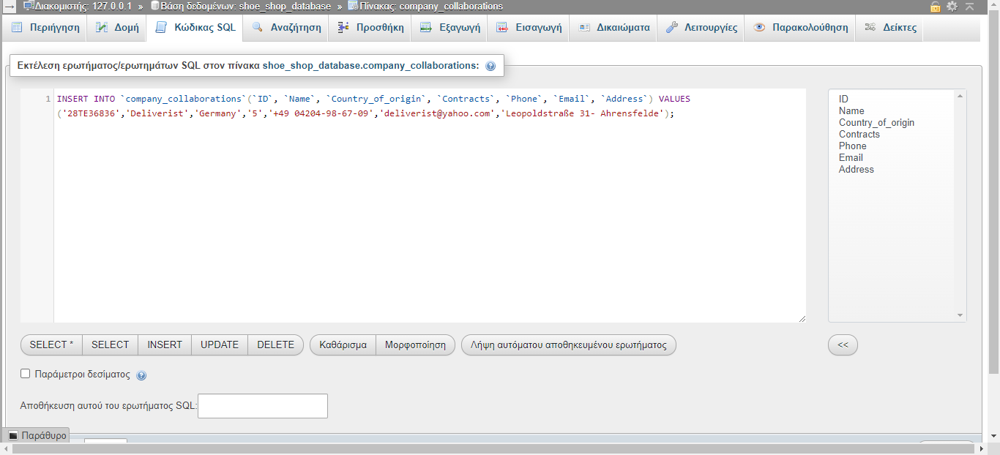 Διακομιστής: 127.0.0.1 » Βάση δεδομένων: shoe_shop_database » Πίνακας: company_collaborations
Περιήγηση Δομή Κώδικας SQL Αναζήτηση Προσθήκη Εξαγωγή Εισαγωγή Δικαιώματα Λειτουργίες Παρακολούθηση Δείκτες
Εκτέλεση ερωτήματος/ερωτημάτων SQL στον πίνακα shoe_shop_database.company_collaborations:
1 INSERT INTO `company_collaborations`(`ID`, `Name`, `Country_of_origin`, `Contracts`, `Phone`, `Email`, `Address`) VALUES
('28TE36836','Deliverist','Germany','5','+49 04204-98-67-09','deliverist@yahoo.com','Leopoldstraße 31- Ahrensfelde');
ID
Name
Country_of_origin
Contracts
Phone
Email
Address
SELECT * SELECT INSERT UPDATE DELETE Καθάρισμα Μορφοποίηση Λήψη αυτόματου αποθηκευμένου ερωτήματος <<
Παράμετροι δεσίματος
Αποθήκευση αυτού του ερωτήματος SQL:
Παράθυρο